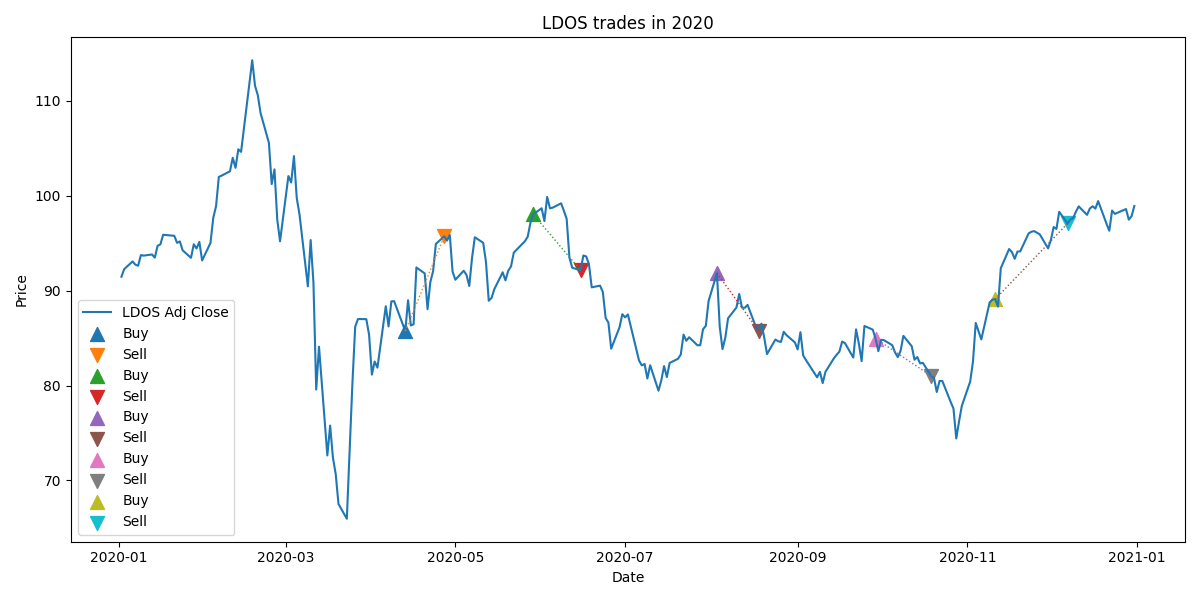 LDOS trades in 2020
Price
110
100
90
80
70
LDOS Adj Close
Buy
Sell
Buy
Sell
Buy
Sell
Buy
Sell
Buy
Sell
2020-01
2020-03
2020-05
2020-07
2020-09
2020-11
2021-01
Date